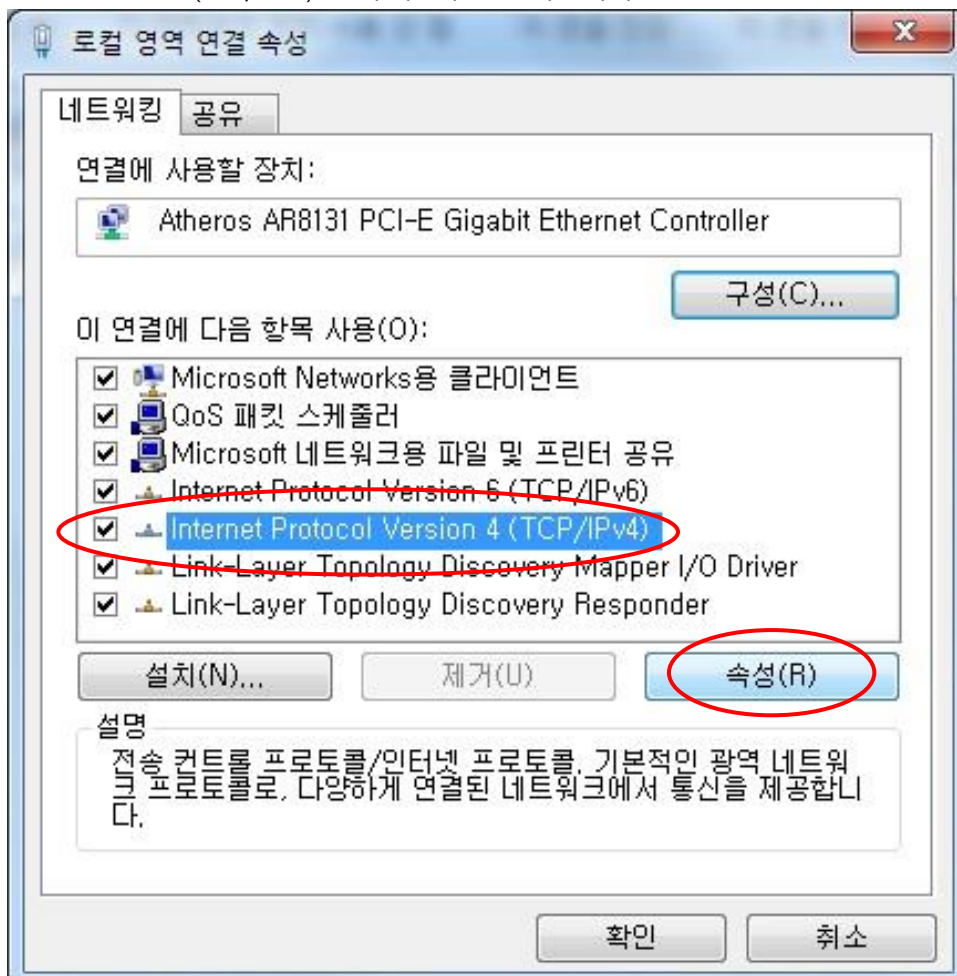 로컬 영역 연결 속성
네트워킹
공유
연결에 사용할 장치:
Atheros AR8131 PCI-E Gigabit Ethernet Controller
구성(C)...
이 연결에 다음 항목 사용(O):
Microsoft Networks용 클라이언트
QoS 패킷 스케줄러
Microsoft 네트워크용 파일 및 프린터 공유
Internet Protocol Version 6 (TCP/IPv6)
Internet Protocol Version 4 (TCP/IPv4)
Link-Layer Topology Discovery Mapper I/O Driver
Link-Layer Topology Discovery Responder
설치(N)...
제거(U)
속성(R)
설명
전송 컨트롤 프로토콜/인터넷 프로토콜. 기본적인 광역 네트워
크 프로토콜로, 다양하게 연결된 네트워크에서 통신을 제공합니
다.
확인
취소